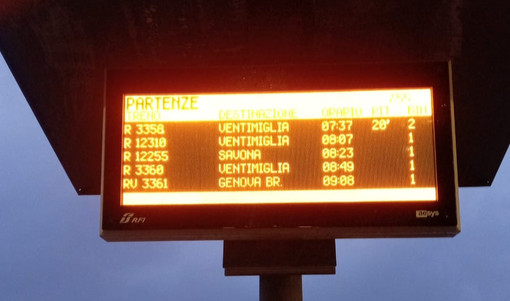 PARTENZE
TRENO DESTINAZIONE ORARIO RIT BIN
R 3358 VENTIMIGLIA 07:37 20' 2
R 12310 VENTIMIGLIA 08:07 1
R 12255 SAVONA 08:23 1
R 3360 VENTIMIGLIA 08:49 1
RV 3361 GENOVA BR. 09:08 1
RFI